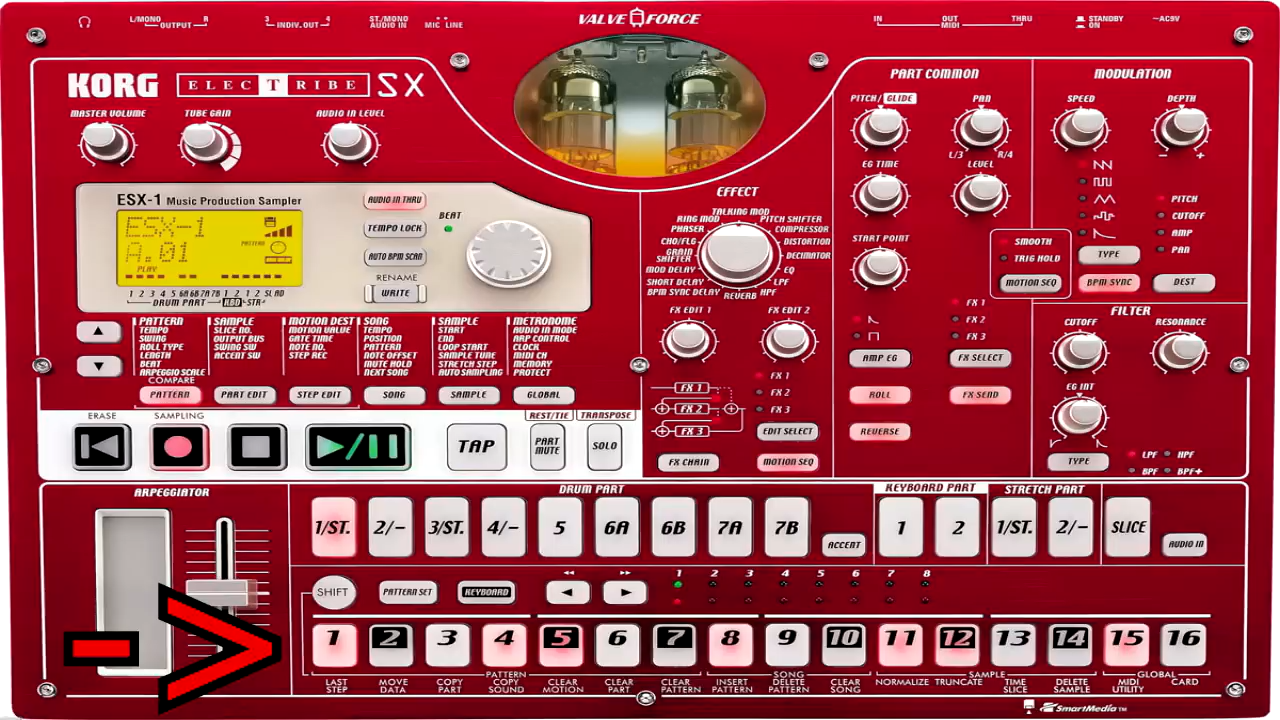 VALVE FORCE
L/MONO R
OUTPUT
3 4
INDIV.OUT
ST./MONO
AUDIO IN
MIC LINE
IN OUT THRU
MIDI
STANDBY
ON
~AC9V
KORG ELECTRIBE SX
MASTER VOLUME TUBE GAIN AUDIO IN LEVEL
ESX-1 Music Production Sampler
ESX-1
A.01
PATTERN
PLAY
1 2 3 4 5 6A 6B 7A 7B 1 2 1 2 SL AD
DRUM PART KBD STR
AUDIO IN THRU
TEMPO LOCK
AUTO BPM SCAN
RENAME
WRITE
BEAT
▲
▼
PATTERN
TEMPO
SWING
ROLL TYPE
LENGTH
BEAT
ARPEGGIO SCALE
SAMPLE
SLICE NO.
OUTPUT BUS
SWING SW
ACCENT SW
MOTION DEST
MOTION VALUE
GATE TIME
NOTE NO.
STEP REC
SONG
TEMPO
POSITION
PATTERN
NOTE OFFSET
MUTE HOLD
NEXT SONG
SAMPLE
START
END
LOOP START
SAMPLE TUNE
STRETCH STEP
AUTO SAMPLING
METRONOME
AUDIO IN MODE
ARP CONTROL
CLOCK
MIDI CH
MEMORY
PROTECT
COMPARE
PATTERN PART EDIT STEP EDIT SONG SAMPLE GLOBAL
ERASE SAMPLING
REST/TIE TRANSPOSE
TAP
PART
MUTE
SOLO
EFFECT
TALKING MOD
RING MOD
PHASER
CHO/FLG
GRAIN
SHIFTER
MOD DELAY
SHORT DELAY
BPM SYNC DELAY
REVERB
PITCH SHIFTER
COMPRESSOR
DISTORTION
DECIMATOR
EQ
LPF
HPF
FX EDIT 1 FX EDIT 2
FX 1
FX 2
FX 3
FX 1
FX 2
FX 3
EDIT SELECT
FX CHAIN MOTION SEQ
PART COMMON
PITCH/GLIDE PAN
L/3 R/4
EG TIME LEVEL
START POINT
SMOOTH
TRIG HOLD
MOTION SEQ
FX 1
FX 2
FX 3
AMP EG FX SELECT
ROLL FX SEND
REVERSE
MODULATION
SPEED DEPTH
− +
PITCH
CUTOFF
AMP
PAN
TYPE
BPM SYNC DEST
FILTER
CUTOFF RESONANCE
EG INT
TYPE
LPF HPF
BPF BPF+
ARPEGGIATOR
DRUM PART KEYBOARD PART STRETCH PART
1/ST. 2/− 3/ST. 4/− 5 6A 6B 7A 7B ACCENT 1 2 1/ST. 2/− SLICE AUDIO IN
SHIFT PATTERN SET KEYBOARD ◄ ►
1 2 3 4 5 6 7 8
1 2 3 4 5 6 7 8 9 10 11 12 13 14 15 16
PATTERN SONG SAMPLE GLOBAL
LAST STEP
MOVE DATA
COPY PART
COPY SOUND
CLEAR MOTION
CLEAR PART
CLEAR PATTERN
INSERT PATTERN
DELETE PATTERN
CLEAR SONG
NORMALIZE
TRUNCATE
TIME SLICE
DELETE SAMPLE
MIDI UTILITY
CARD
SmartMedia™
->